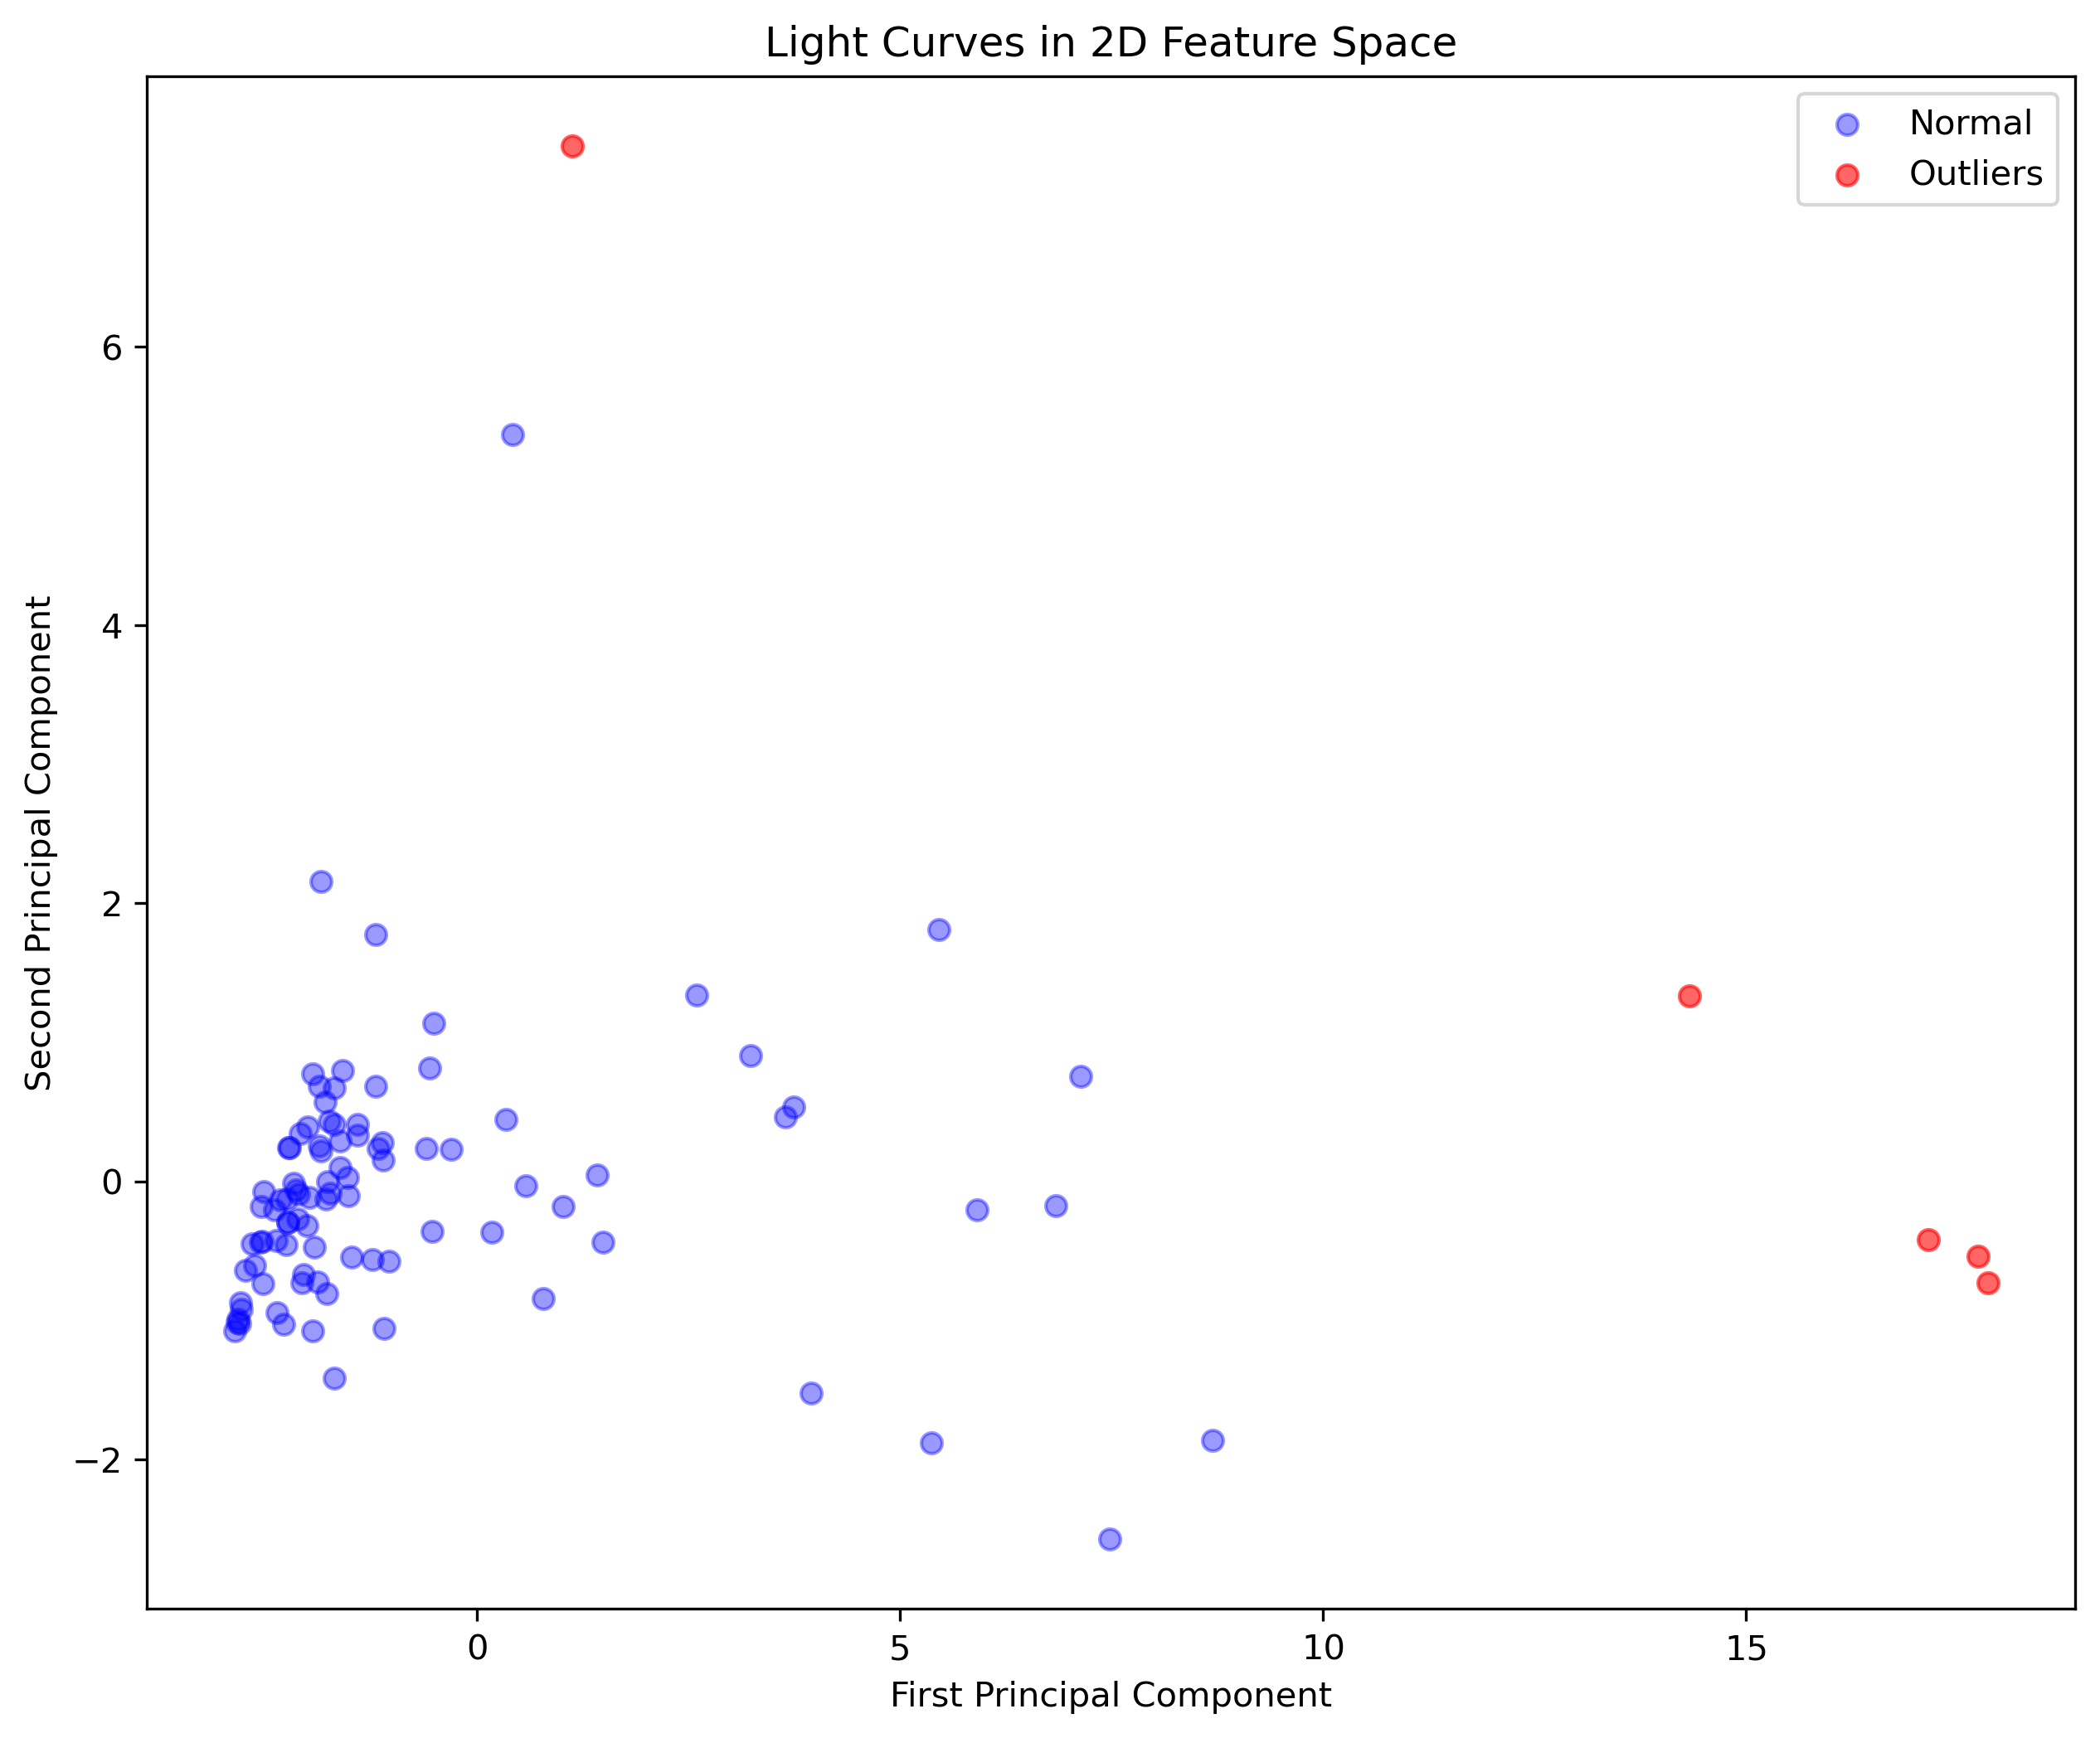 Light Curves in 2D Feature Space
Normal
Outliers
Second Principal Component
6
4
2
0
−2
0
5
10
15
First Principal Component